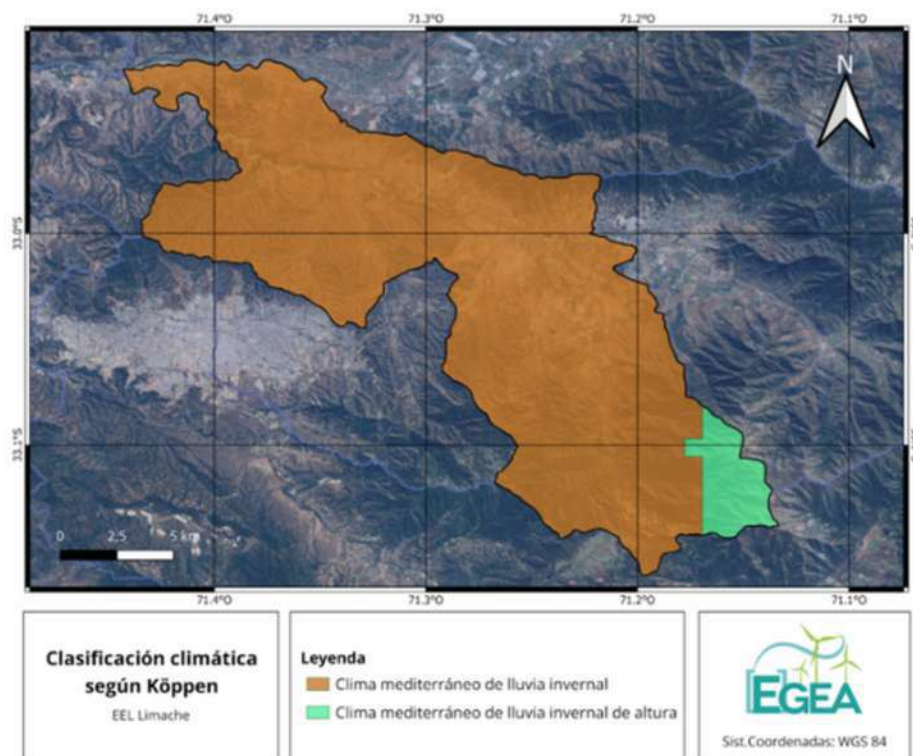 71.4°O 71.3°O 71.2°O 71.1°O
N
33.0°S
33.1°S
0 2.5 5 km
71.4°O 71.3°O 71.2°O 71.1°O
Clasificación climática
según Köppen
EEL Limache
Leyenda
Clima mediterráneo de lluvia invernal
Clima mediterráneo de lluvia invernal de altura
EGEA
Sist.Coordenadas: WGS 84